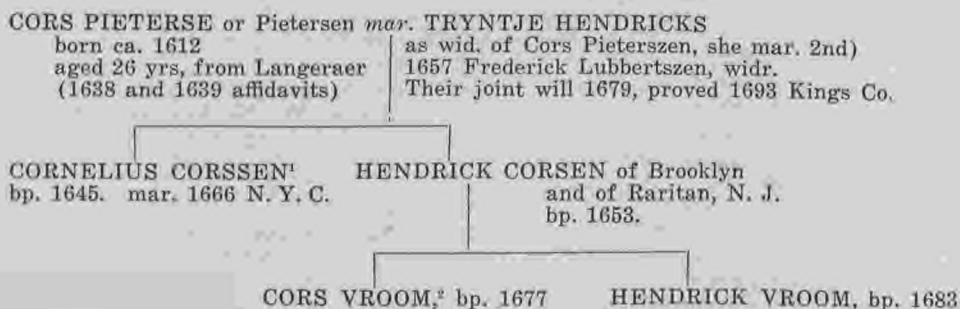 CORS PIETERSE or Pietersen mar. TRYNTJE HENDRICKS
born ca. 1612
aged 26 yrs, from Langeraer
(1638 and 1639 affidavits)
as wid. of Cors Pieterszen, she mar. 2nd)
1657 Frederick Lubbertszen, widr.
Their joint will 1679, proved 1693 Kings Co.
CORNELIUS CORSSEN¹
bp. 1645. mar. 1666 N. Y. C.
HENDRICK CORSEN of Brooklyn
and of Raritan, N. J.
bp. 1653.
CORS VROOM,² bp. 1677
HENDRICK VROOM, bp. 1683